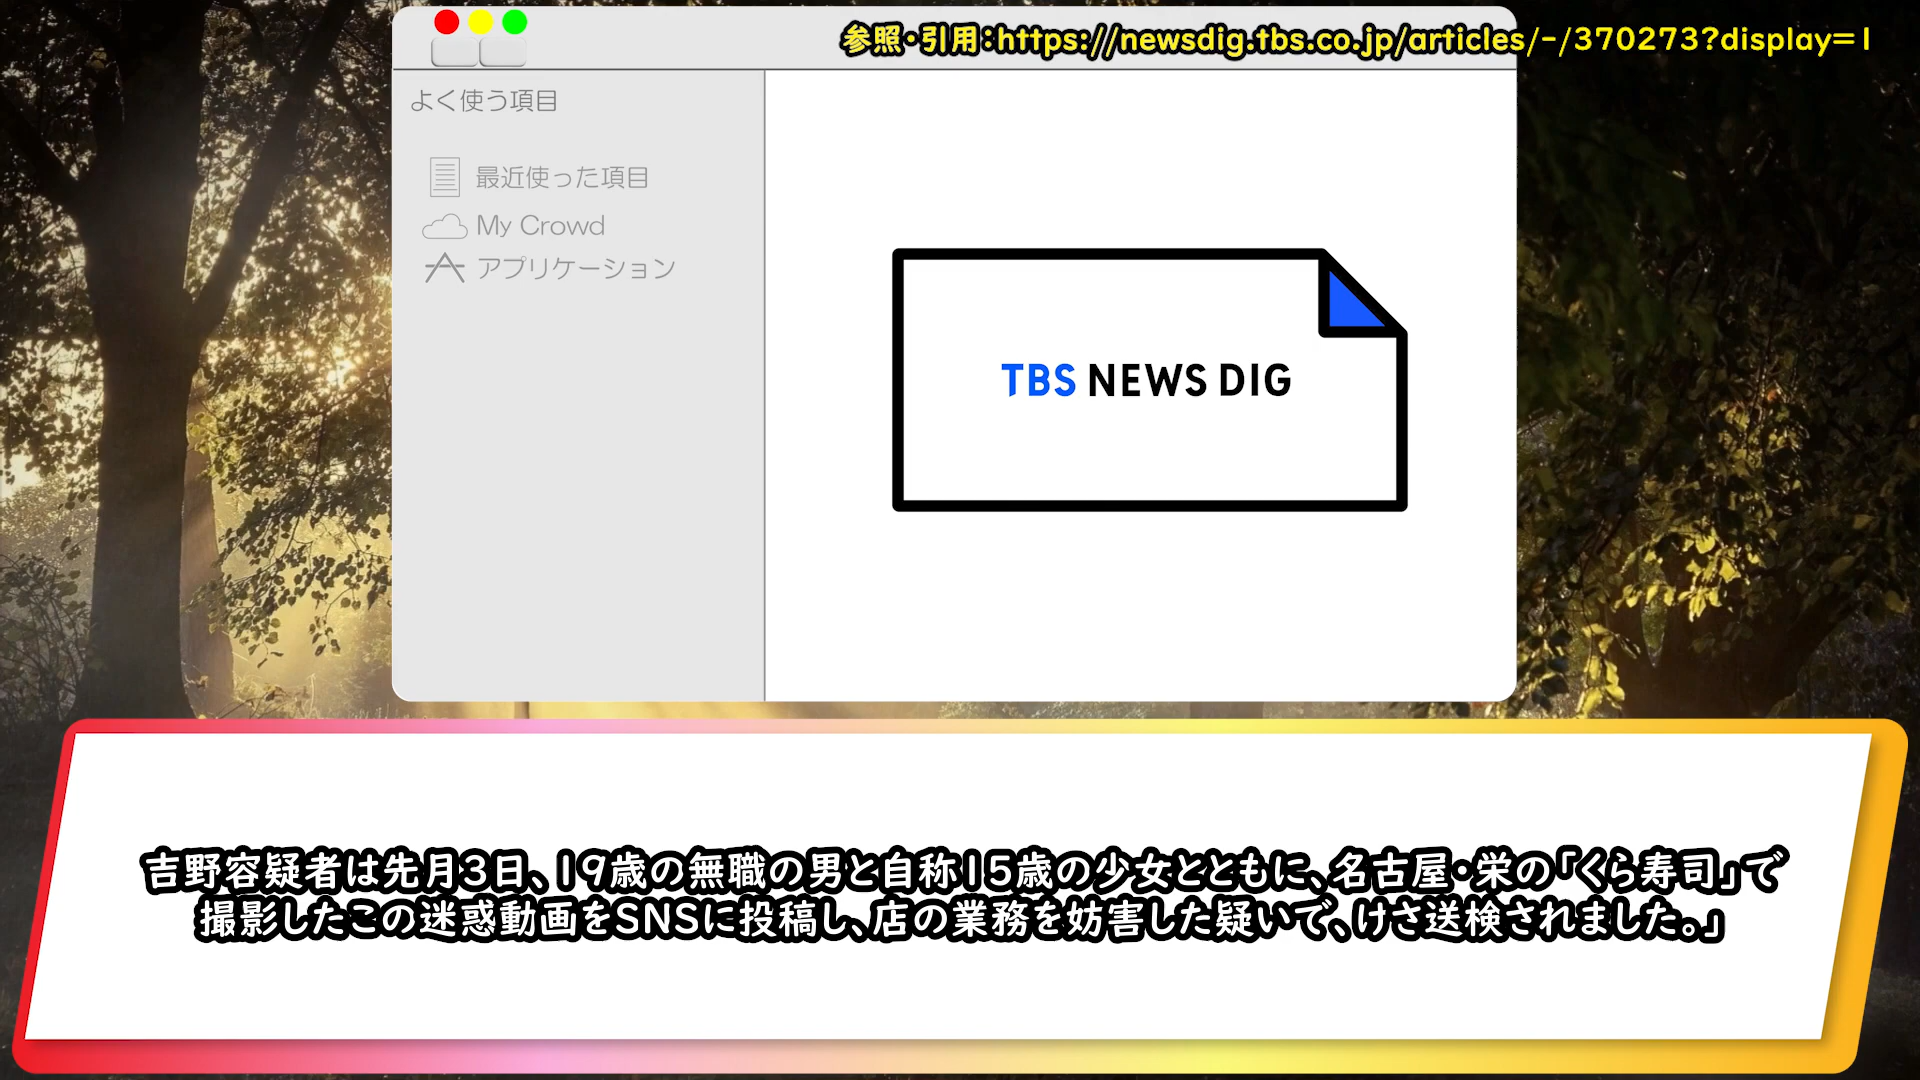 参照・引用：https://newsdig.tbs.co.jp/articles/-/370273?display=1
よく使う項目
最近使った項目
My Crowd
アプリケーション
TBS NEWS DIG
吉野容疑者は先月3日、19歳の無職の男と自称15歳の少女とともに、名古屋・栄の「くら寿司」で
撮影したこの迷惑動画をSNSに投稿し、店の業務を妨害した疑いで、けさ送検されました。」